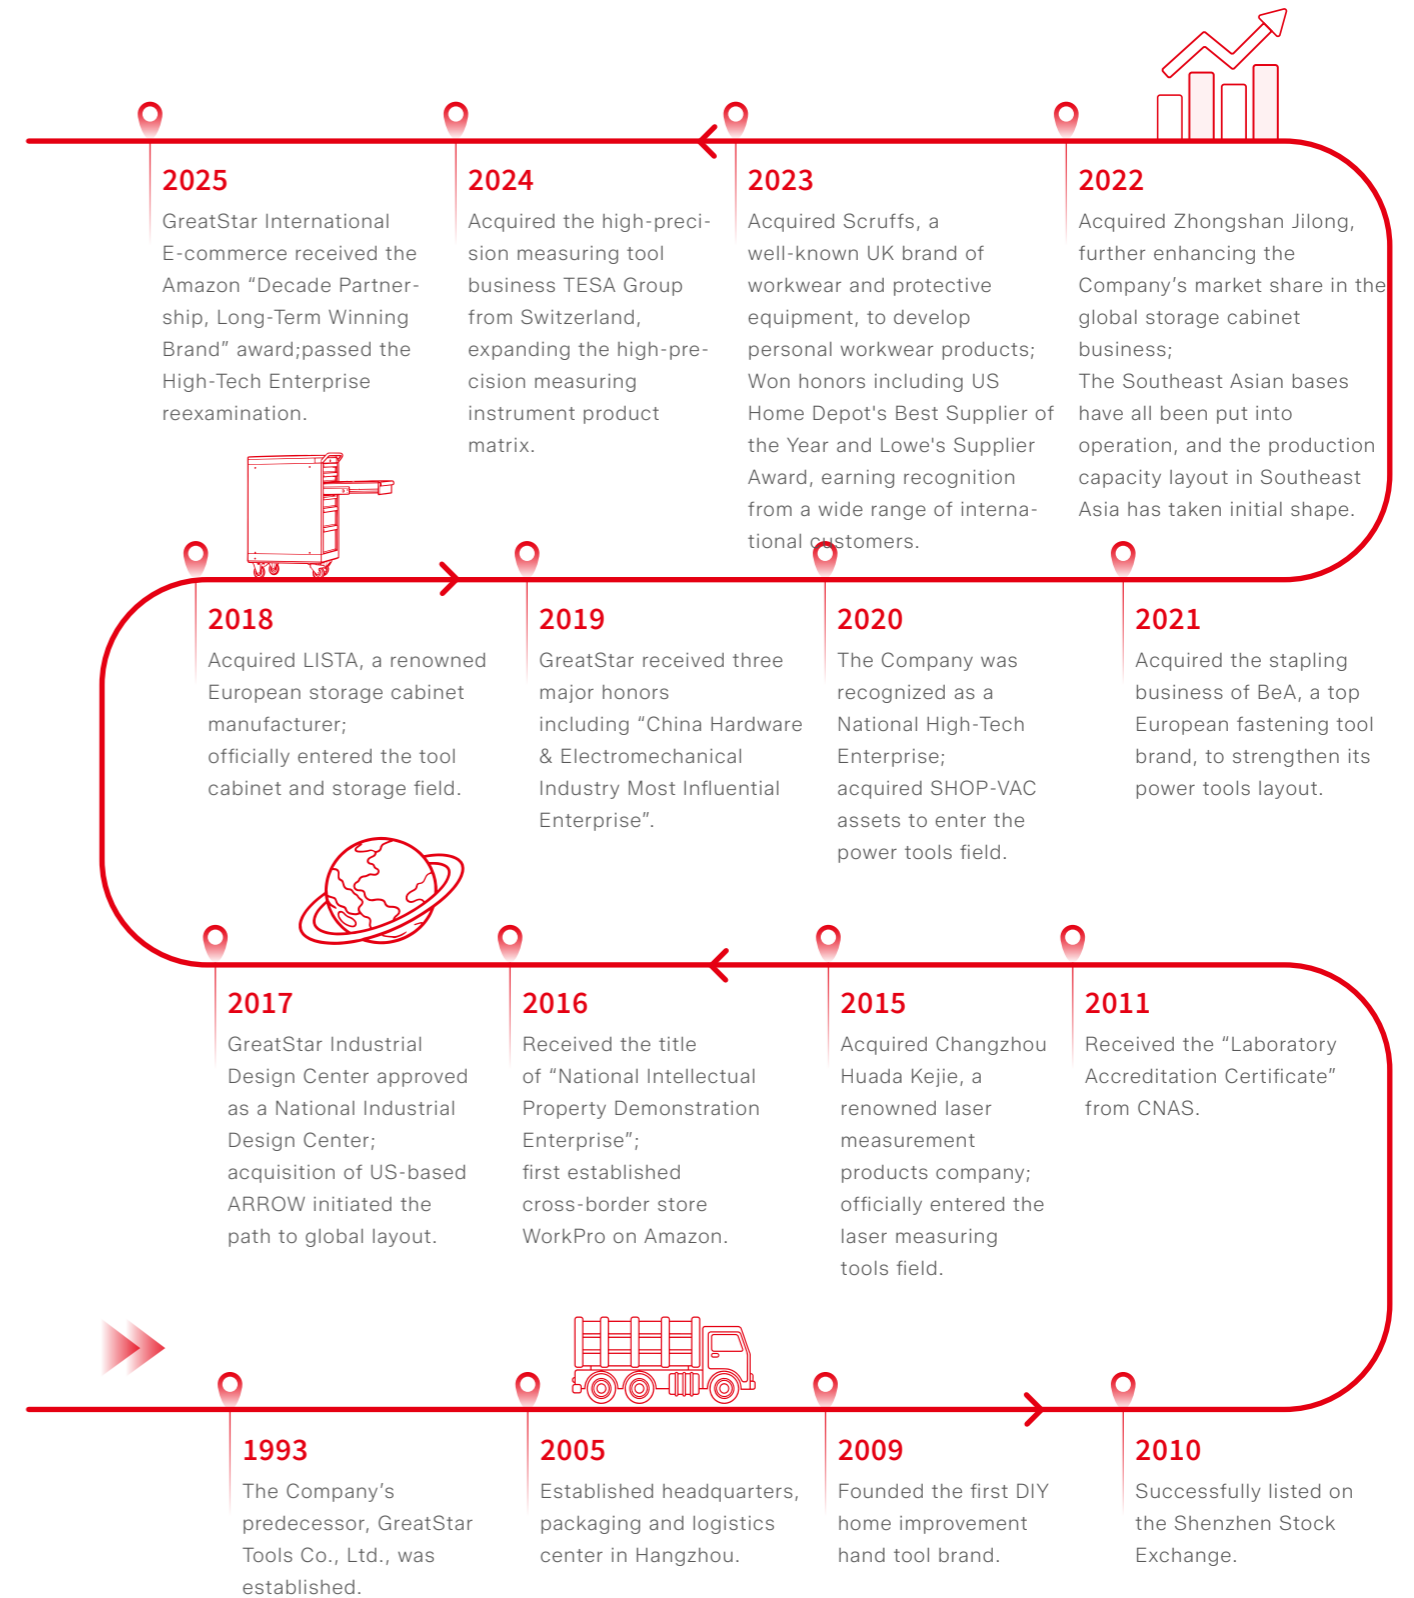 2025
GreatStar International
E-commerce received the
Amazon “Decade Partner-
ship, Long-Term Winning
Brand” award;passed the
High-Tech Enterprise
reexamination.
2024
Acquired the high-preci-
sion measuring tool
business TESA Group
from Switzerland,
expanding the high-pre-
cision measuring
instrument product
matrix.
2023
Acquired Scruffs, a
well-known UK brand of
workwear and protective
equipment, to develop
personal workwear products;
Won honors including US
Home Depot's Best Supplier of
the Year and Lowe's Supplier
Award, earning recognition
from a wide range of interna-
tional customers.
2022
Acquired Zhongshan Jilong,
further enhancing the
Company’s market share in the
global storage cabinet
business;
The Southeast Asian bases
have all been put into
operation, and the production
capacity layout in Southeast
Asia has taken initial shape.
2018
Acquired LISTA, a renowned
European storage cabinet
manufacturer;
officially entered the tool
cabinet and storage field.
2019
GreatStar received three
major honors
including “China Hardware
& Electromechanical
Industry Most Influential
Enterprise”.
2020
The Company was
recognized as a
National High-Tech
Enterprise;
acquired SHOP-VAC
assets to enter the
power tools field.
2021
Acquired the stapling
business of BeA, a top
European fastening tool
brand, to strengthen its
power tools layout.
2017
GreatStar Industrial
Design Center approved
as a National Industrial
Design Center;
acquisition of US-based
ARROW initiated the
path to global layout.
2016
Received the title
of “National Intellectual
Property Demonstration
Enterprise”;
first established
cross-border store
WorkPro on Amazon.
2015
Acquired Changzhou
Huada Kejie, a
renowned laser
measurement
products company;
officially entered the
laser measuring
tools field.
2011
Received the “Laboratory
Accreditation Certificate”
from CNAS.
1993
The Company’s
predecessor, GreatStar
Tools Co., Ltd., was
established.
2005
Established headquarters,
packaging and logistics
center in Hangzhou.
2009
Founded the first DIY
home improvement
hand tool brand.
2010
Successfully listed on
the Shenzhen Stock
Exchange.